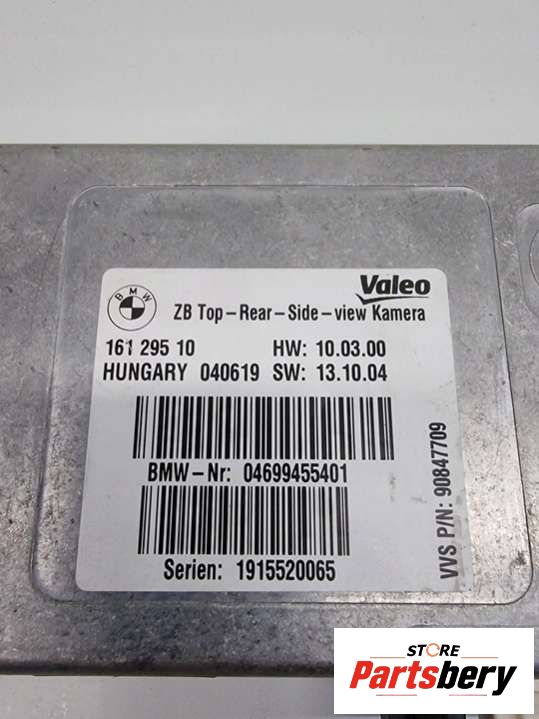 BMW
Valeo
ZB Top-Rear-Side-view Kamera
161 295 10 HW: 10.03.00
HUNGARY 040619 SW: 13.10.04
BMW-Nr: 04699455401
Serien: 1915520065
VVS P/N: 90847709
STORE
Partsbery